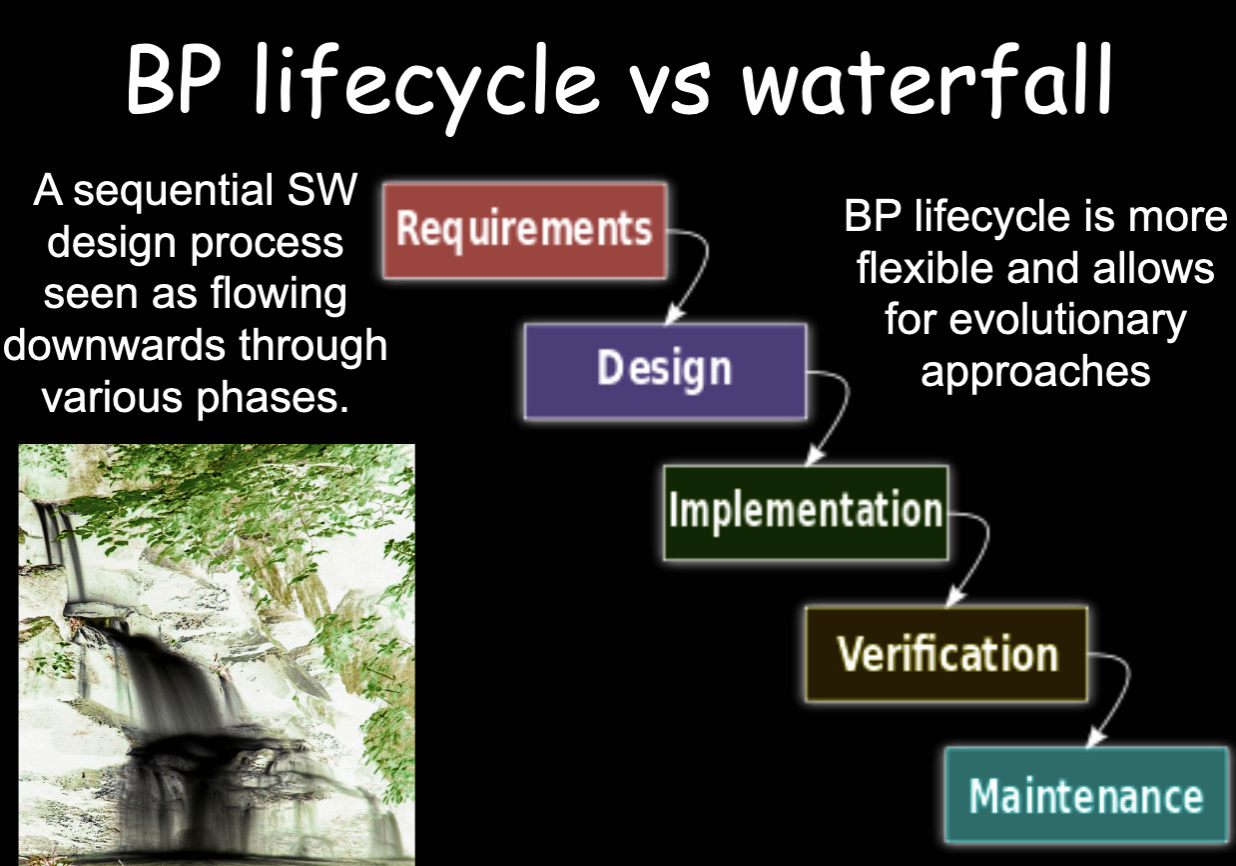 BP lifecycle vs waterfall
A sequential SW
design process
seen as flowing
downwards through
various phases.
Requirements
Design
Implementation
Verification
Maintenance
BP lifecycle is more
flexible and allows
for evolutionary
approaches